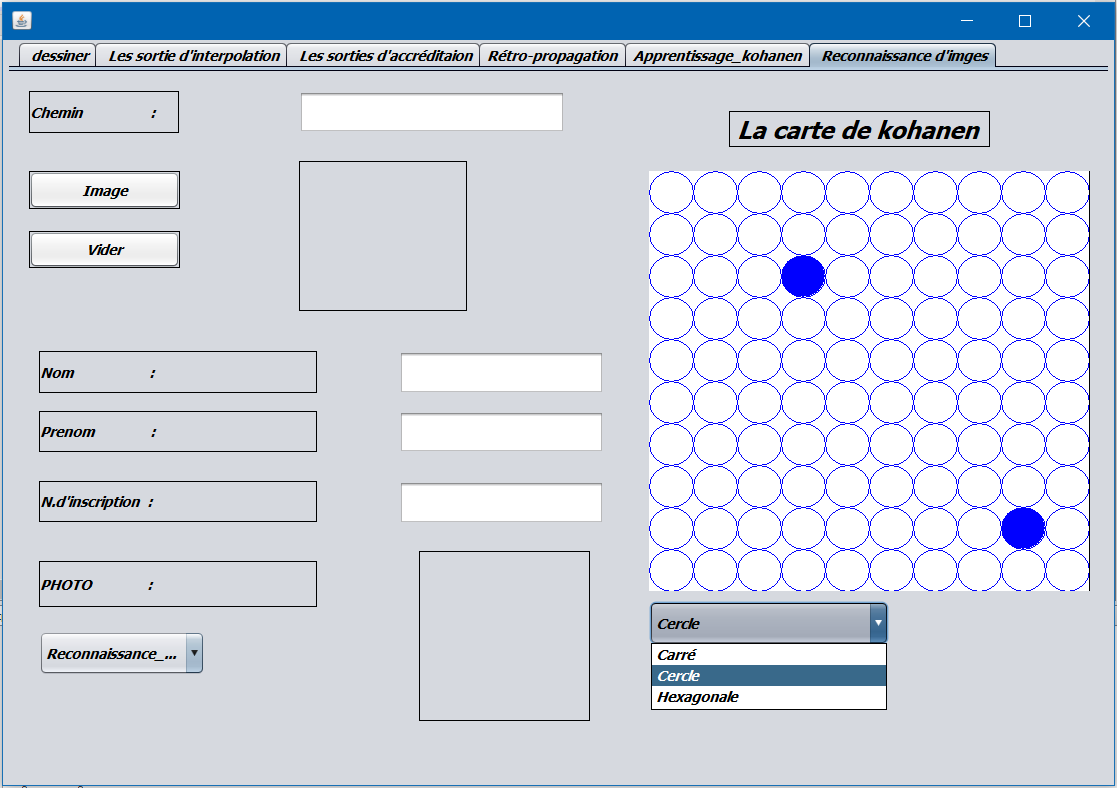 dessiner Les sortie d'interpolation Les sorties d'accréditaion Rétro-propagation Apprentissage_kohanen Reconnaissance d'imges
Chemin :
La carte de kohanen
Image
Vider
Nom :
Prenom :
N.d'inscription :
PHOTO :
Reconnaissance_...
Cercle
Carré
Cercle
Hexagonale